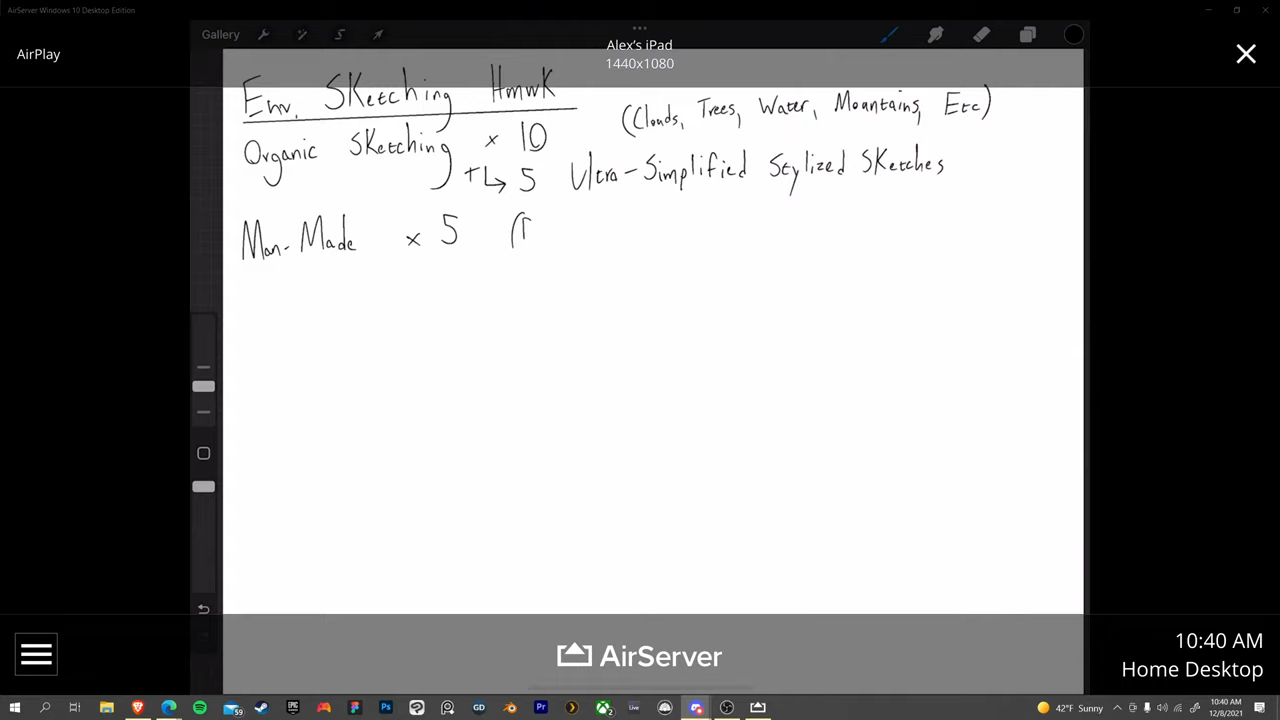 AirServer Windows 10 Desktop Edition
AirPlay
Gallery
Alex's iPad
1440x1080
Env. Sketching Hmwk
(Clouds, Trees, Water, Mountains, Etc)
Organic Sketching x 10
+ 5 Ultra-Simplified Stylized Sketches
Man-Made x 5 (
AirServer
10:40 AM
Home Desktop
59
42°F Sunny
10:40 AM
12/8/2021